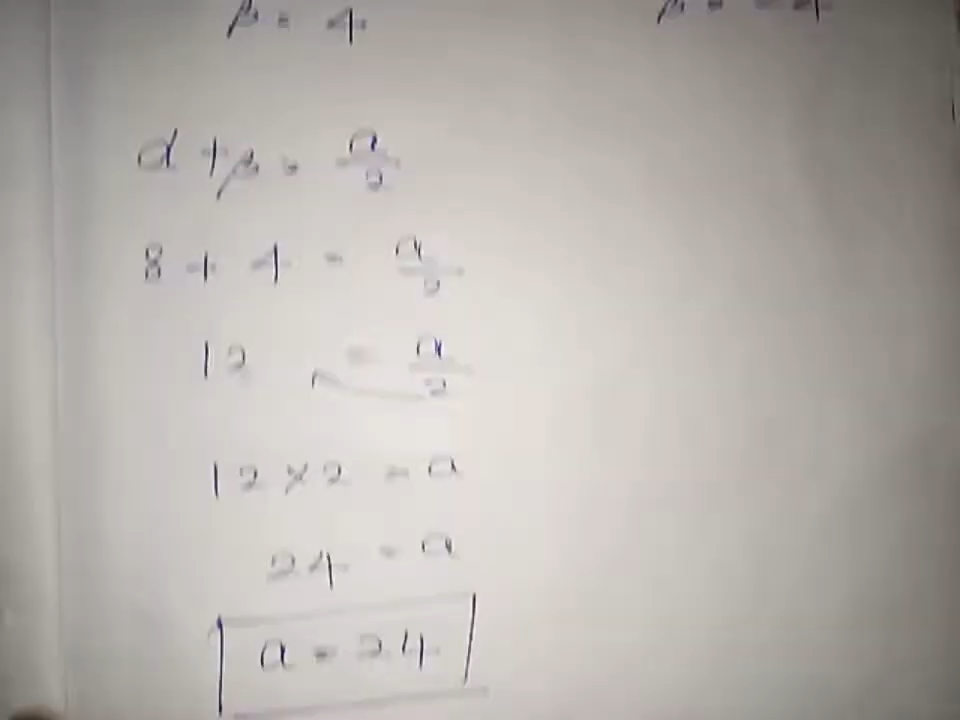 β = 4
α + β = a/2
8 + 4 = a/2
12 = a/2
12 × 2 = a
24 = a
a = 24